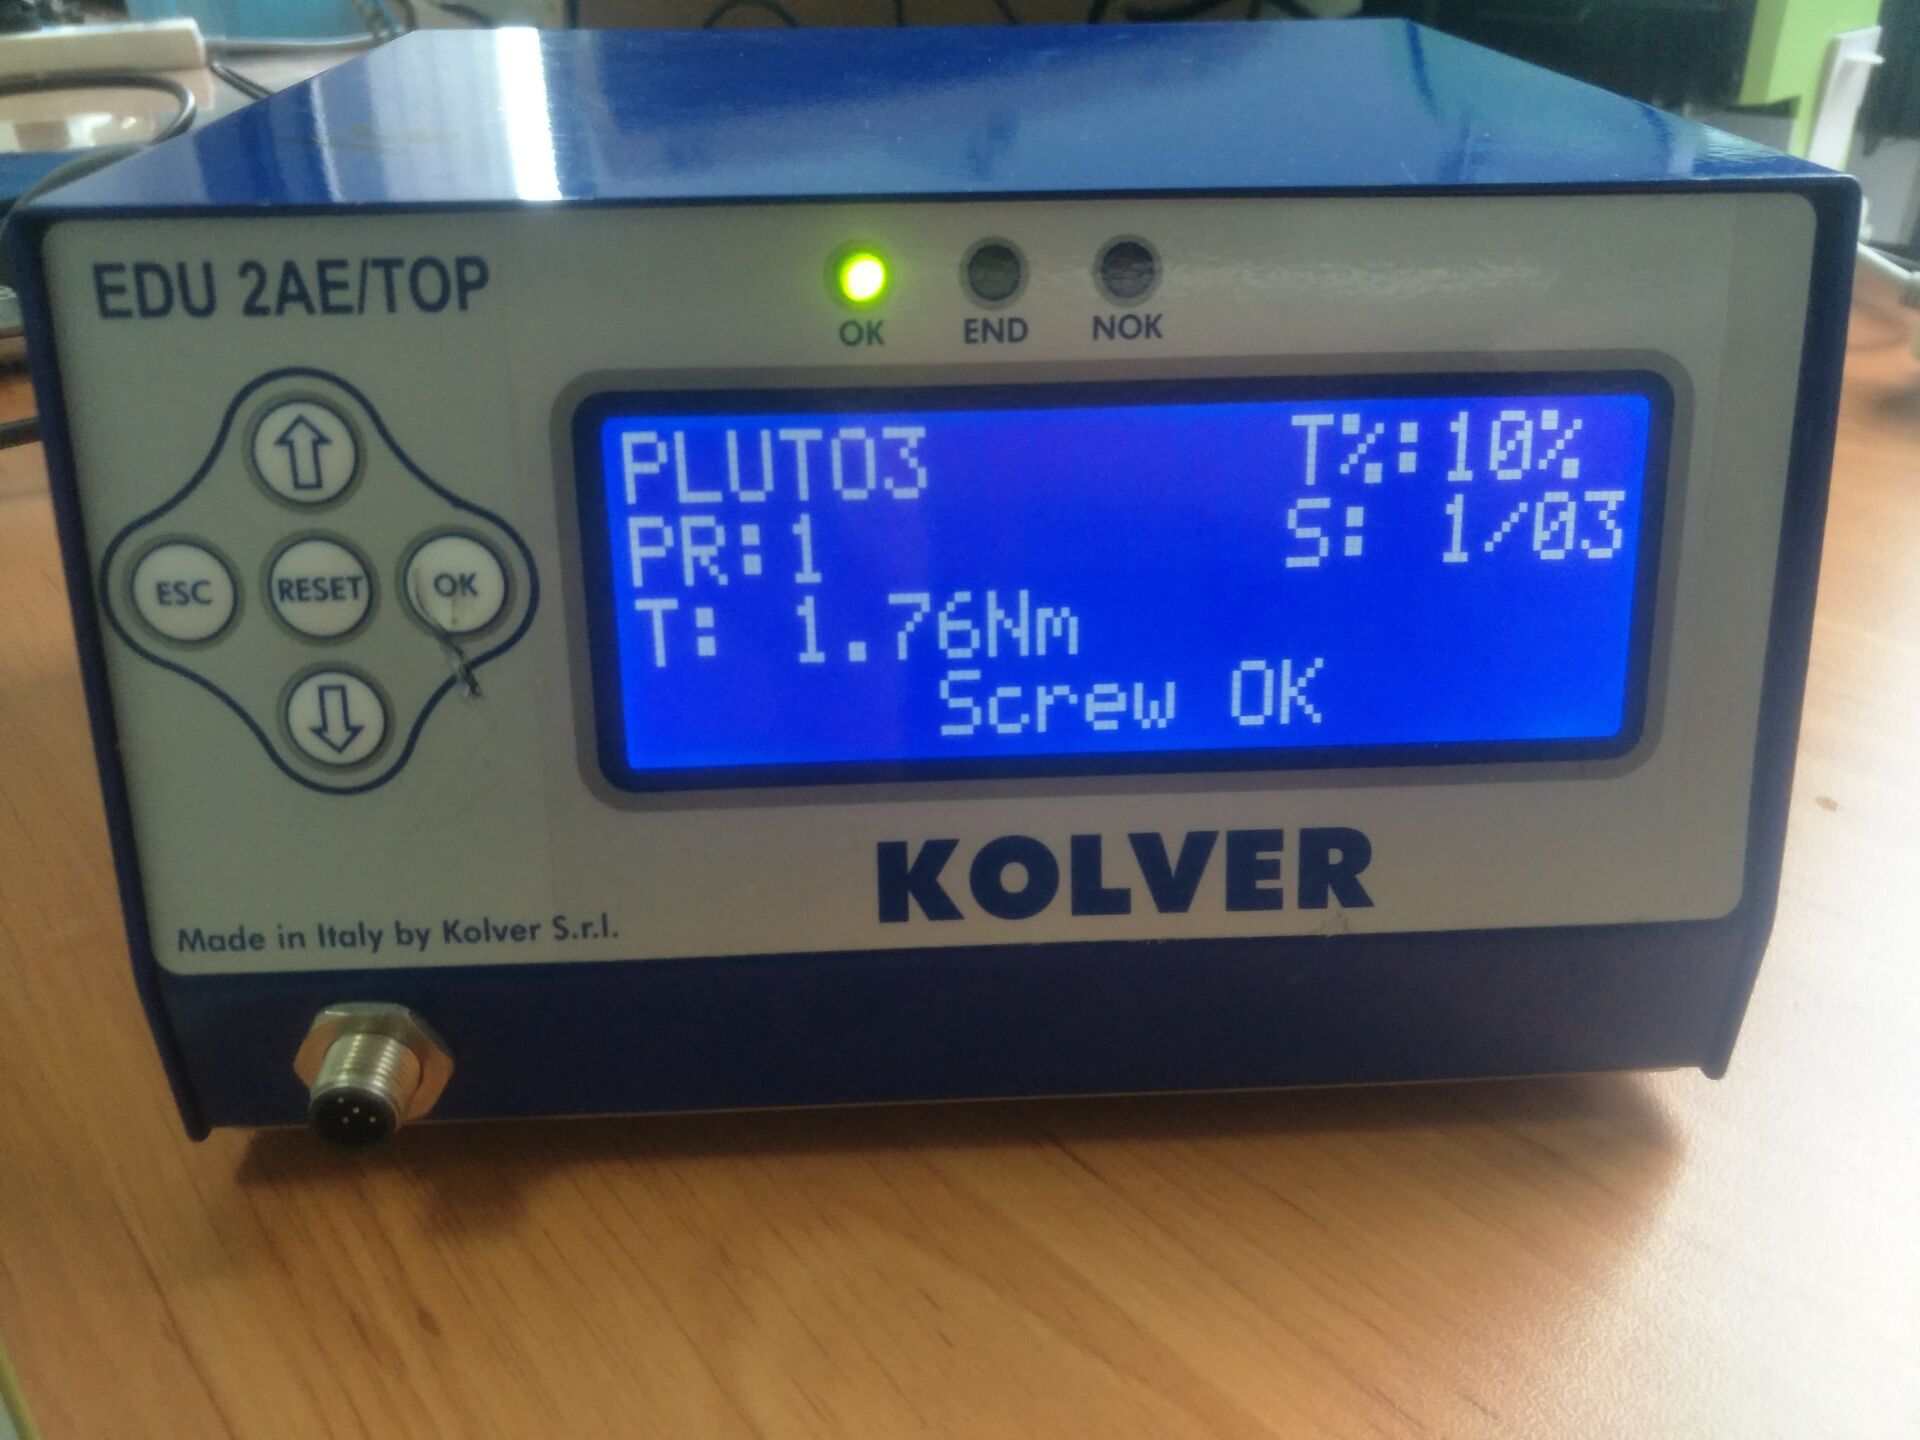 EDU 2AE/TOP
OK END NOK
ESC RESET OK
PLUTO3 T%:10%
PR:1 S: 1/03
T: 1.76Nm
Screw OK
KOLVER
Made in Italy by Kolver S.r.l.